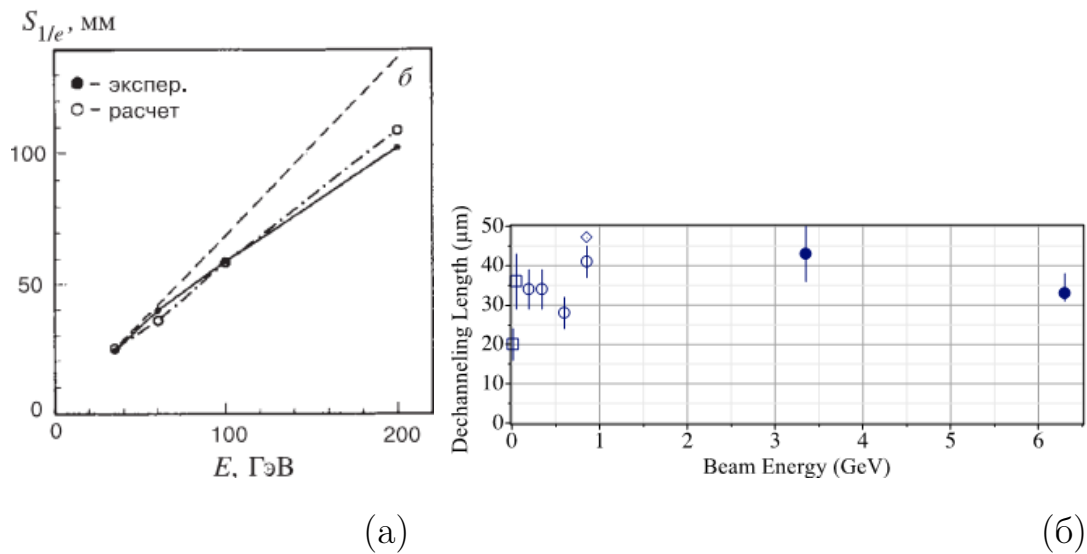 S1/e, мм
б
● – экспер.
○ – расчет
100
50
0
0
100
200
E, ГэВ
Dechanneling Length (μm)
50
40
30
20
10
0
0
1
2
3
4
5
6
Beam Energy (GeV)
(а)
(б)